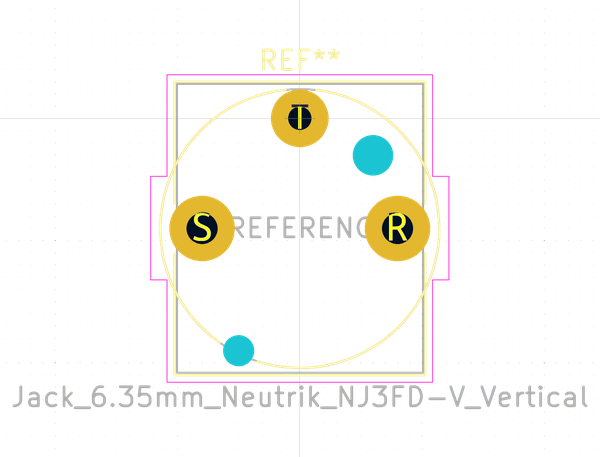 REF**
T
S
REFERENC
R
Jack_6.35mm_Neutrik_NJ3FD-V_Vertical